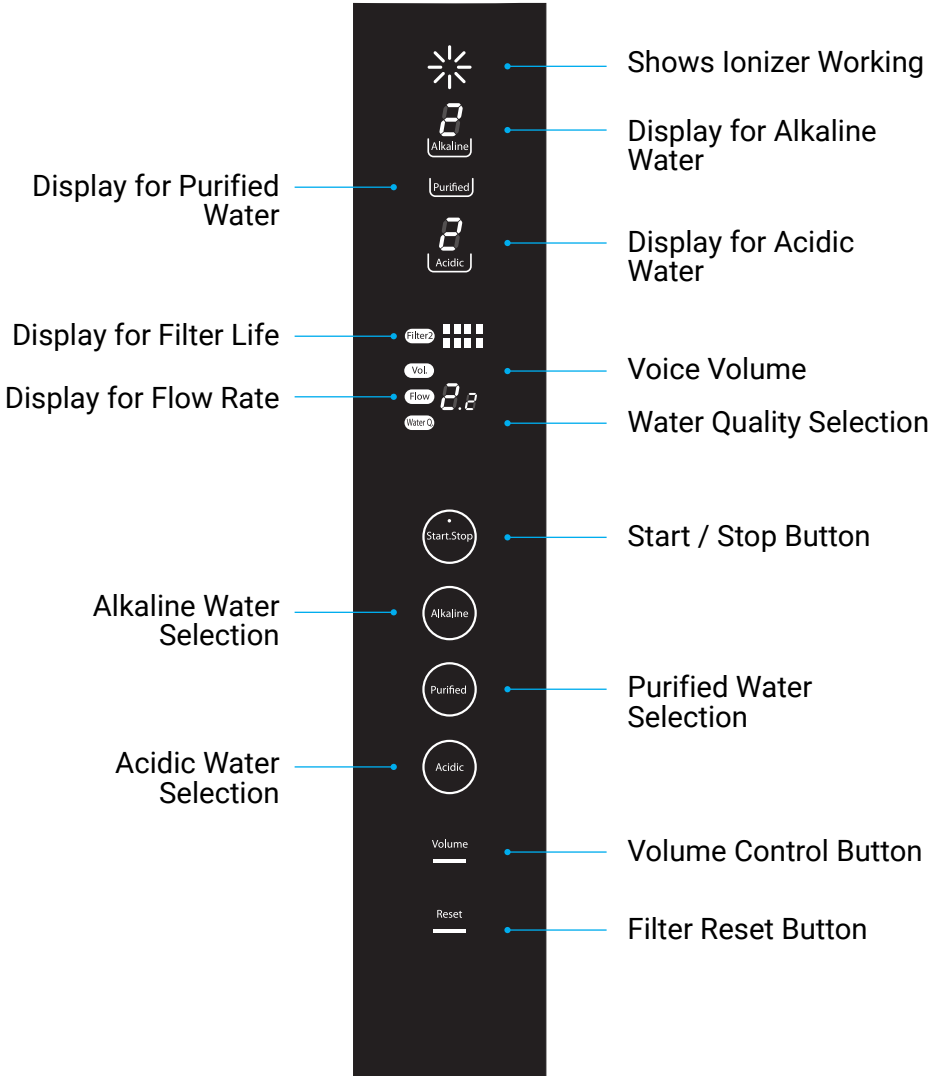 Shows Ionizer Working
2
Alkaline
Display for Alkaline
Water
Display for Purified
Water
Purified
2
Acidic
Display for Acidic
Water
Display for Filter Life
Filter2
Vol.
Voice Volume
Display for Flow Rate
Flow
2.2
Water Q.
Water Quality Selection
Start.Stop
Start / Stop Button
Alkaline Water
Selection
Alkaline
Purified
Purified Water
Selection
Acidic Water
Selection
Acidic
Volume
Volume Control Button
Reset
Filter Reset Button